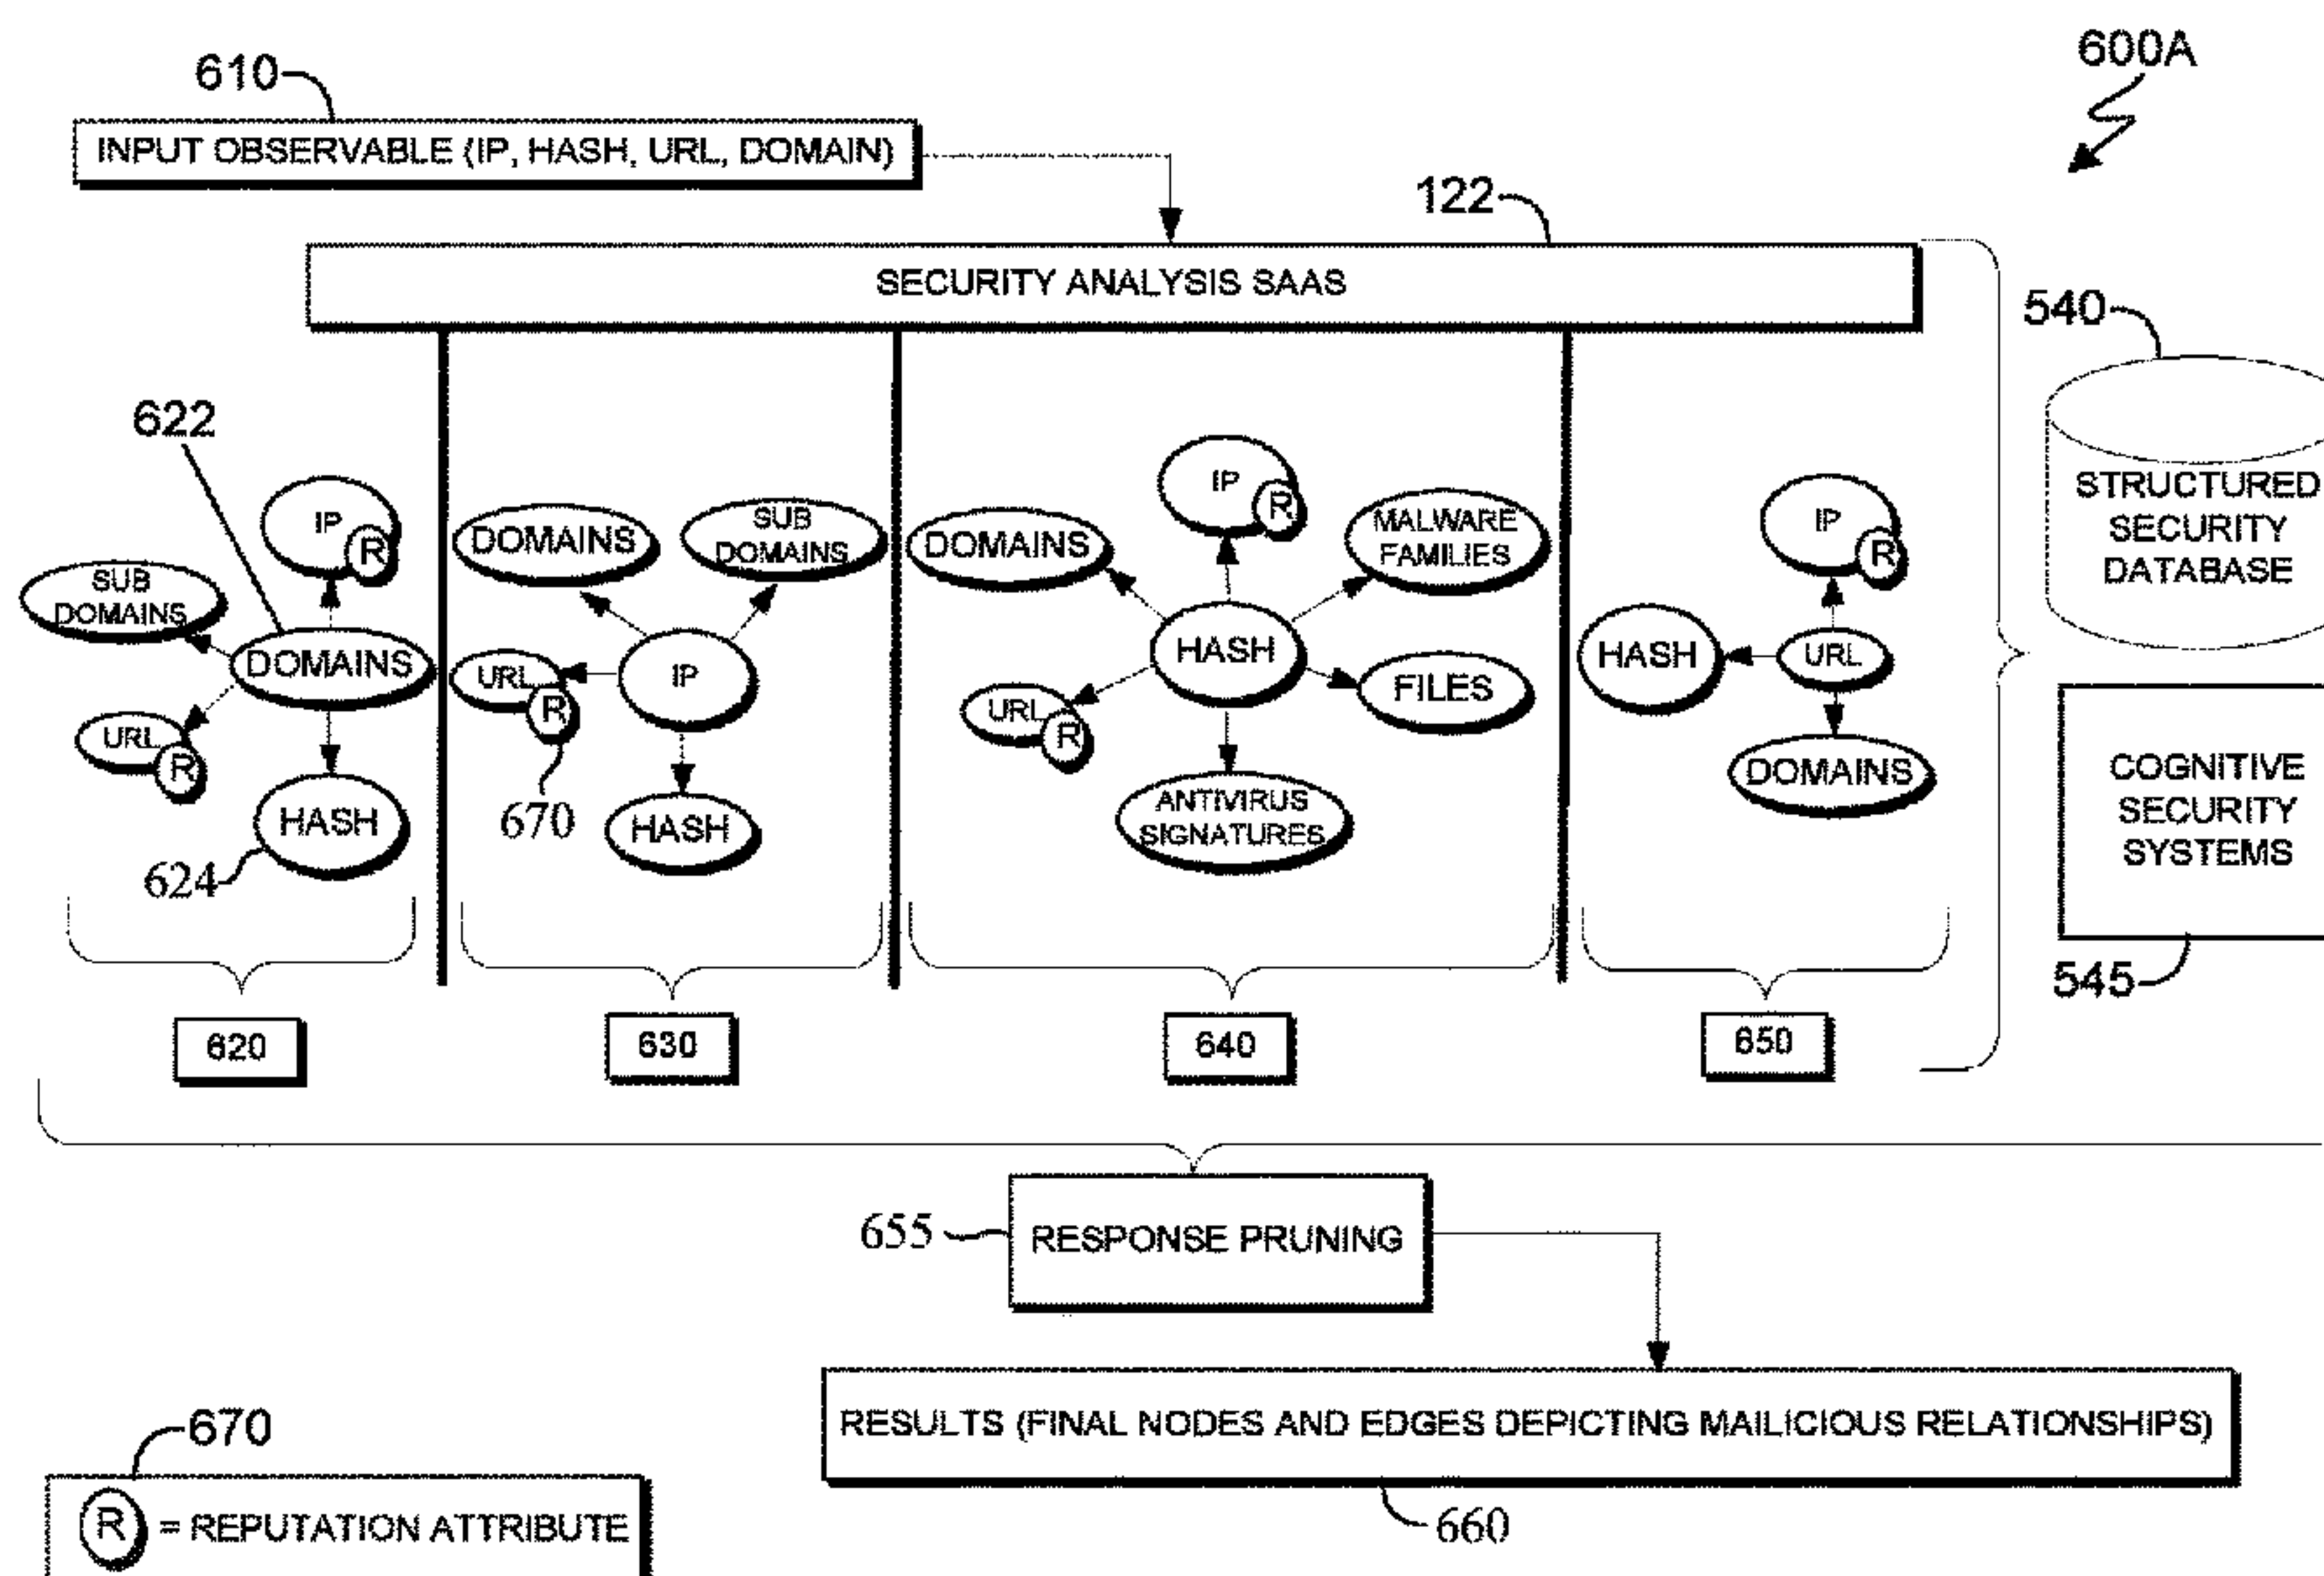 600A
610
INPUT OBSERVABLE (IP, HASH, URL, DOMAIN)
122
SECURITY ANALYSIS SAAS
540
STRUCTURED
SECURITY
DATABASE
622
IP
R
SUB
DOMAINS
DOMAINS
URL
R
HASH
624
620
DOMAINS
SUB
DOMAINS
URL
R
IP
670
HASH
630
IP
R
DOMAINS
MALWARE
FAMILIES
HASH
URL
R
FILES
ANTIVIRUS
SIGNATURES
640
IP
R
HASH
URL
DOMAINS
650
COGNITIVE
SECURITY
SYSTEMS
545
655
RESPONSE PRUNING
RESULTS (FINAL NODES AND EDGES DEPICTING MAILICIOUS RELATIONSHIPS)
660
670
R = REPUTATION ATTRIBUTE